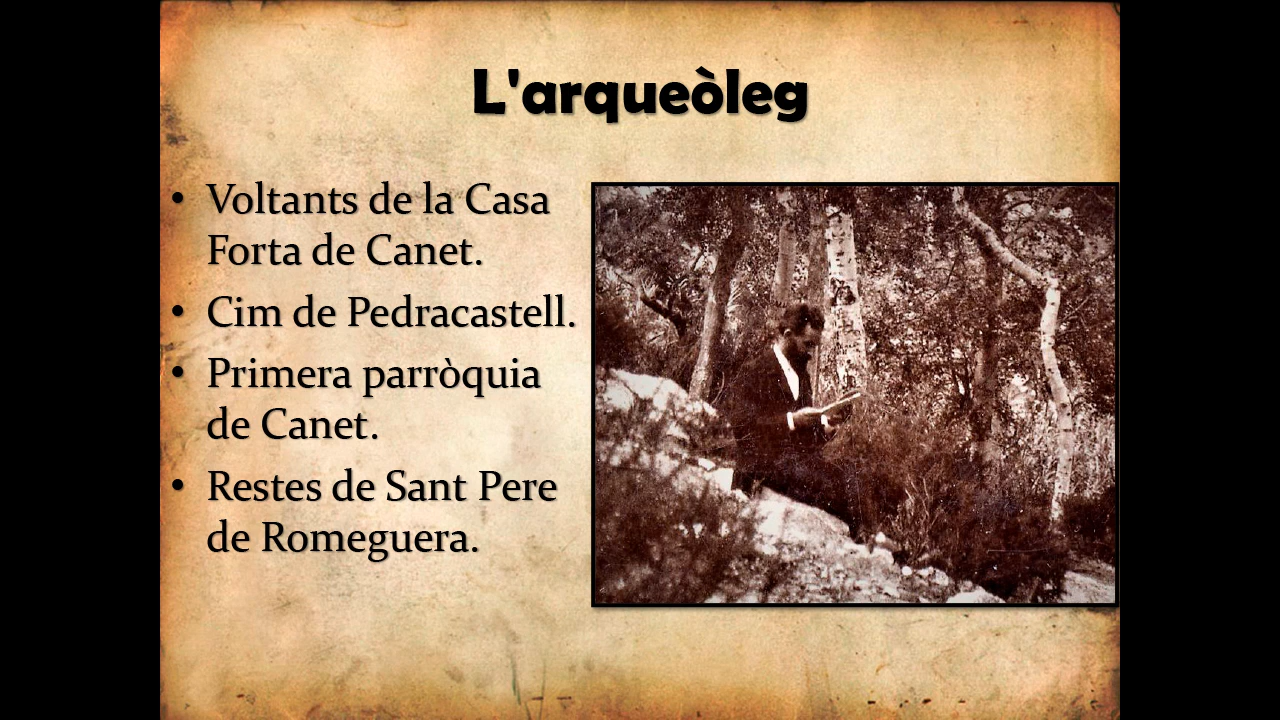 L'arqueòleg
• Voltants de la Casa
Forta de Canet.
• Cim de Pedracastell.
• Primera parròquia
de Canet.
• Restes de Sant Pere
de Romeguera.